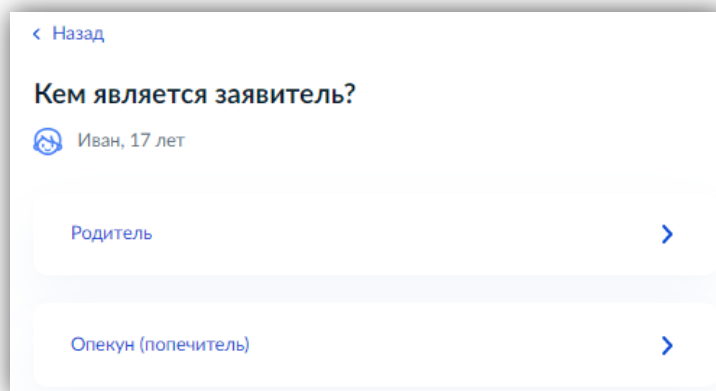 Назад
Кем является заявитель?
Иван, 17 лет
Родитель
Опекун (попечитель)